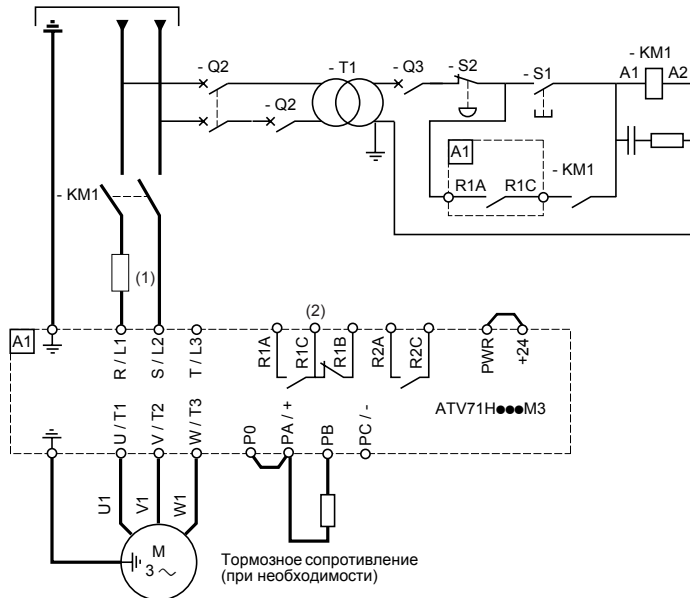 - Q2
- T1
- Q3
- S2
- S1
- KM1
A1
A2
- Q2
A1
R1A
R1C
- KM1
- KM1
(1)
(2)
A1
R / L1
S / L2
T / L3
R1A
R1C
R1B
R2A
R2C
PWR
+24
ATV71H●●●M3
U / T1
V / T2
W / T3
P0
PA / +
PB
PC / -
U1
V1
W1
M
3 ~
Тормозное сопротивление
(при необходимости)